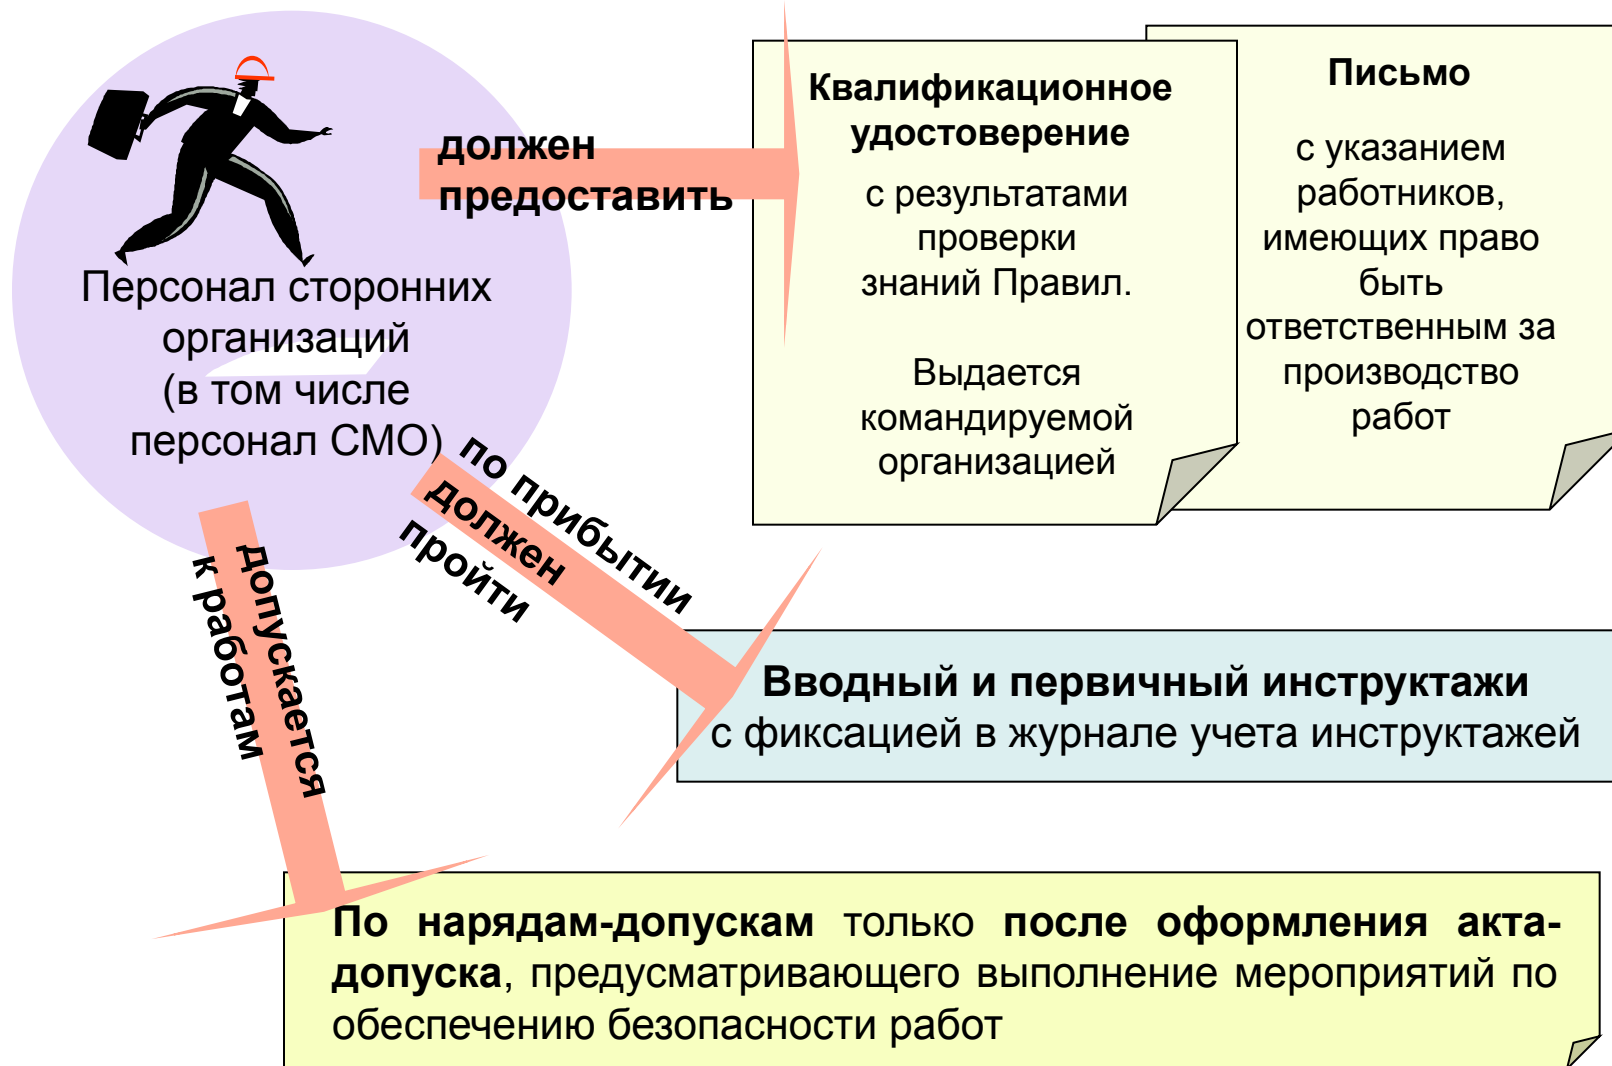 Персонал сторонних
организаций
(в том числе
персонал СМО)
должен
предоставить
Квалификационное
удостоверение
с результатами
проверки
знаний Правил.
Выдается
командируемой
организацией
Письмо
с указанием
работников,
имеющих право
быть
ответственным за
производство
работ
по прибытии
должен
пройти
Вводный и первичный инструктажи
с фиксацией в журнале учета инструктажей
допускается
к работам
По нарядам-допускам только после оформления акта-
допуска, предусматривающего выполнение мероприятий по
обеспечению безопасности работ